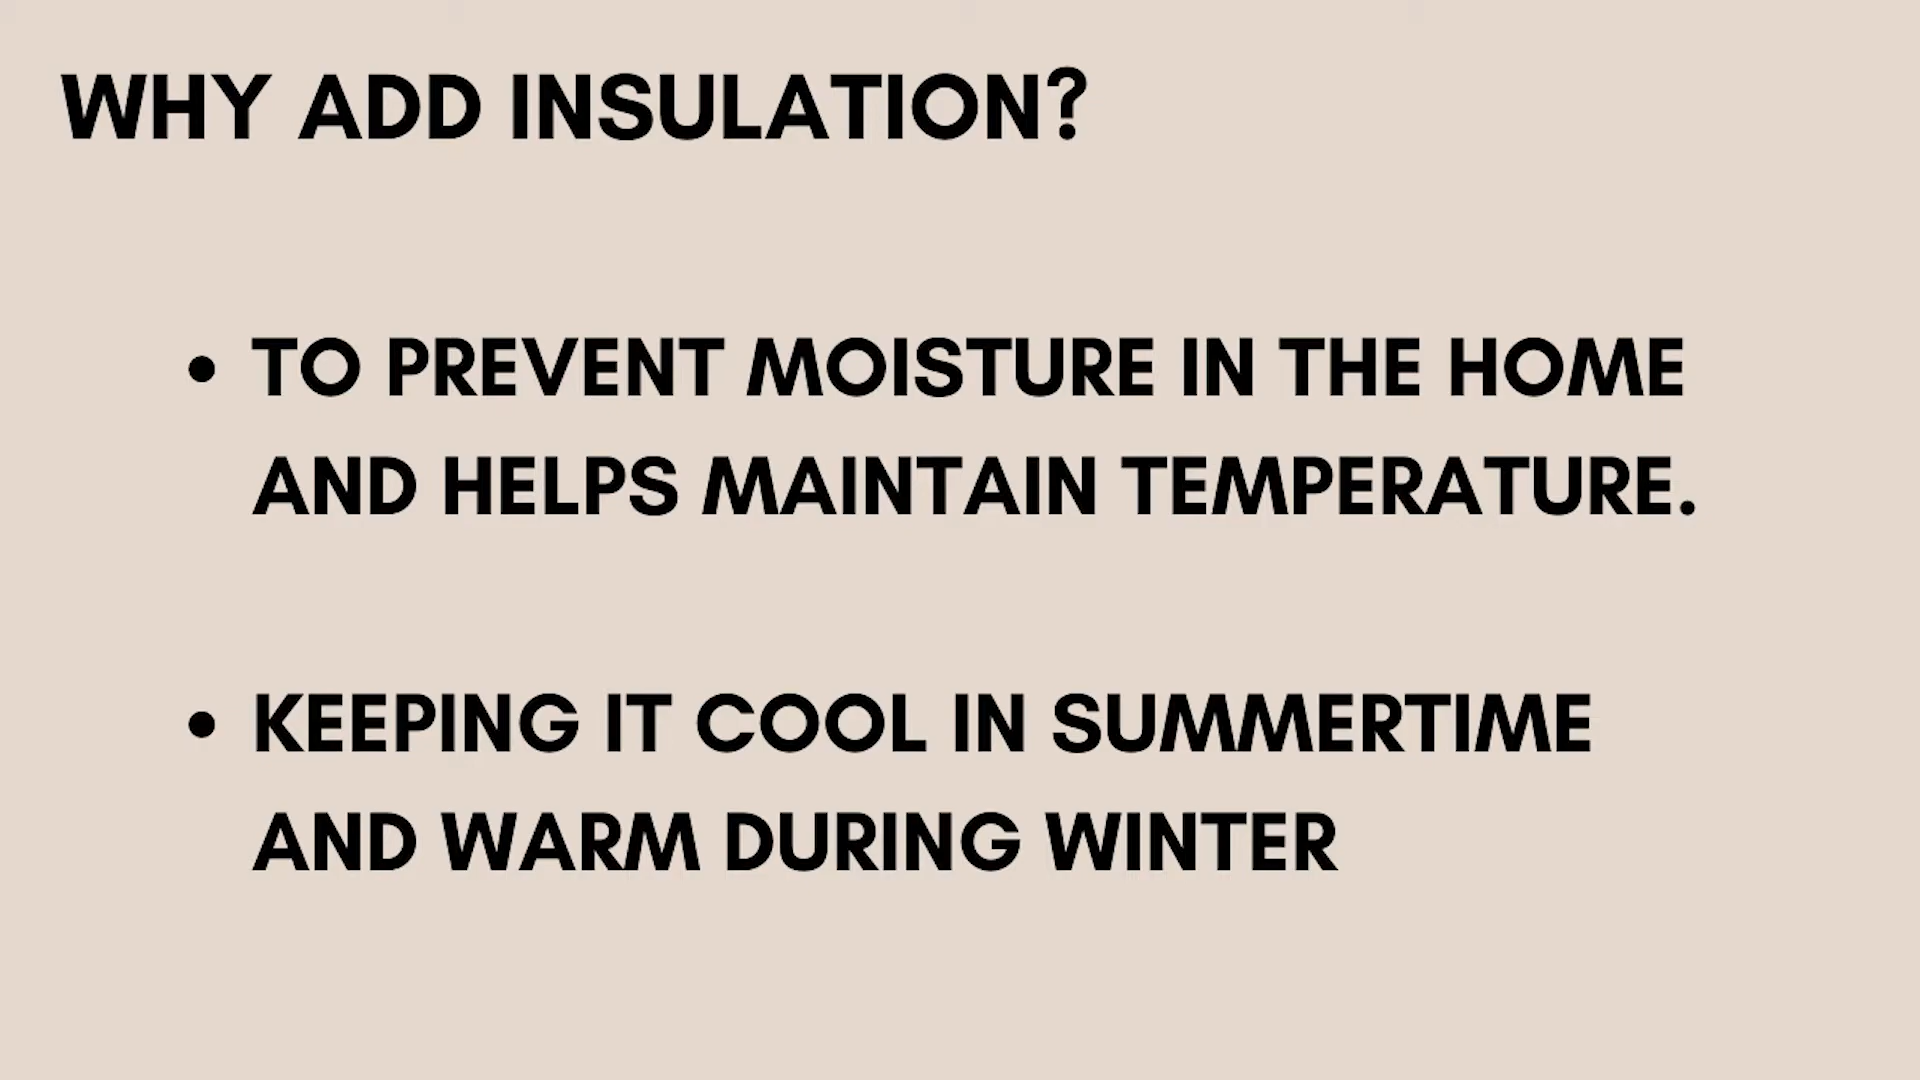 WHY ADD INSULATION?
• TO PREVENT MOISTURE IN THE HOME
AND HELPS MAINTAIN TEMPERATURE.
• KEEPING IT COOL IN SUMMERTIME
AND WARM DURING WINTER